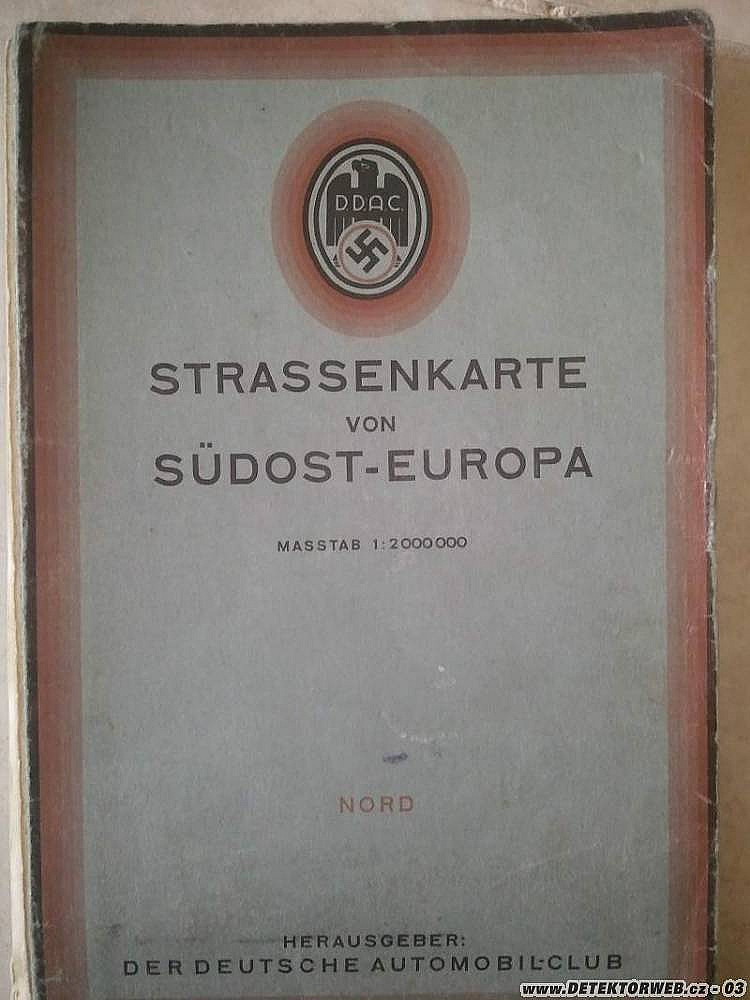 D.D.A.C.
STRASSENKARTE
VON
SÜDOST-EUROPA
MASSTAB 1:2000000
NORD
HERAUSGEBER:
DER DEUTSCHE AUTOMOBIL-CLUB
www.DETEKTORWEB.cz - 03